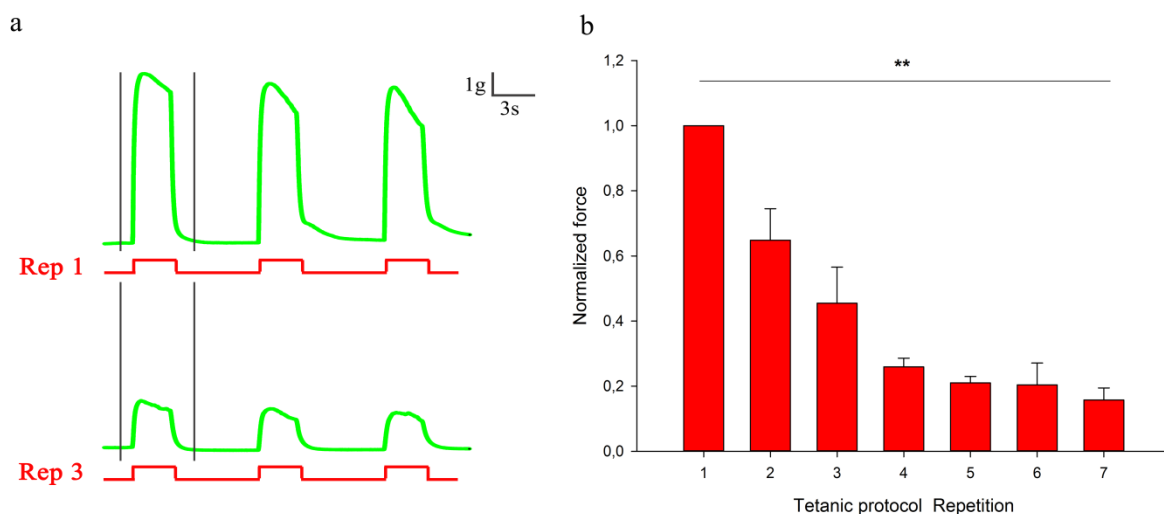 a
1g
3s
Rep 1
Rep 3
b
**
1,2
1,0
0,8
0,6
0,4
0,2
0,0
Normalized force
1 2 3 4 5 6 7
Tetanic protocol Repetition